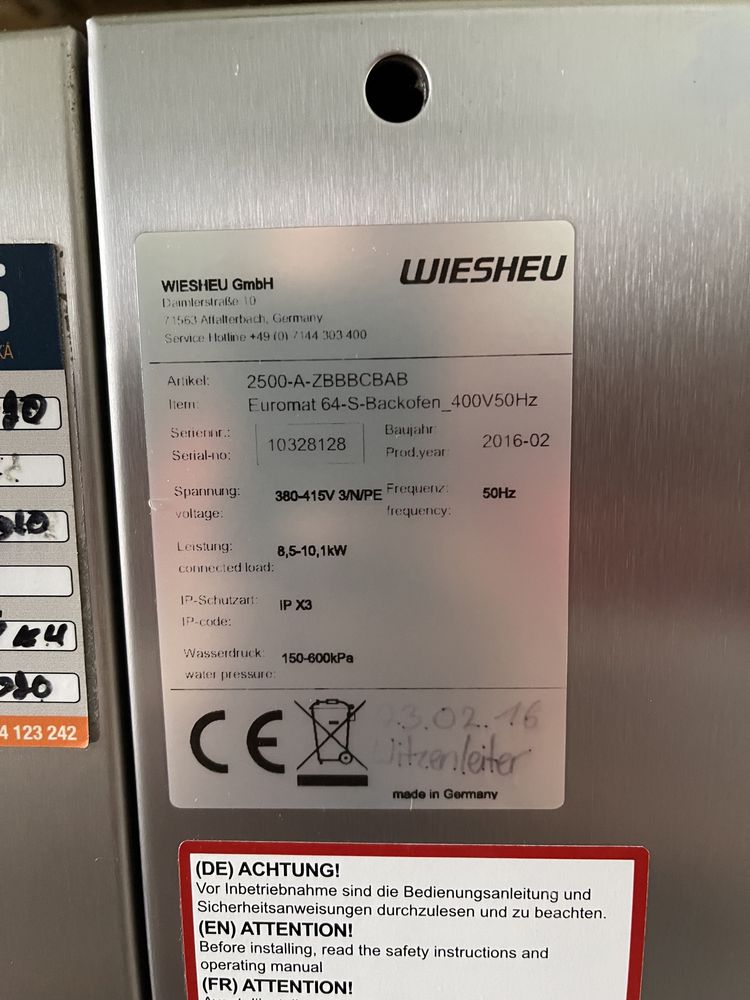 WIESHEU GmbH
WIESHEU
Daimlerstraße 10
71563 Affalterbach, Germany
Service Hotline +49 (0) 7144 303 400
Artikel: 2500-A-ZBBBCBAB
Item: Euromat 64-S-Backofen_400V50Hz
Seriennr.:
Serial-no: 10328128
Baujahr:
Prod.year: 2016-02
Spannung:
voltage: 380-415V 3/N/PE
Frequenz:
frequency: 50Hz
Leistung:
connected load: 8,5-10,1kW
IP-Schutzart:
IP-code: IP X3
Wasserdruck:
water pressure: 150-600kPa
CE
3.02.16
made in Germany
(DE) ACHTUNG!
Vor Inbetriebnahme sind die Bedienungsanleitung und
Sicherheitsanweisungen durchzulesen und zu beachten.
(EN) ATTENTION!
Before installing, read the safety instructions and
operating manual
(FR) ATTENTION!
KÁ
4 123 242